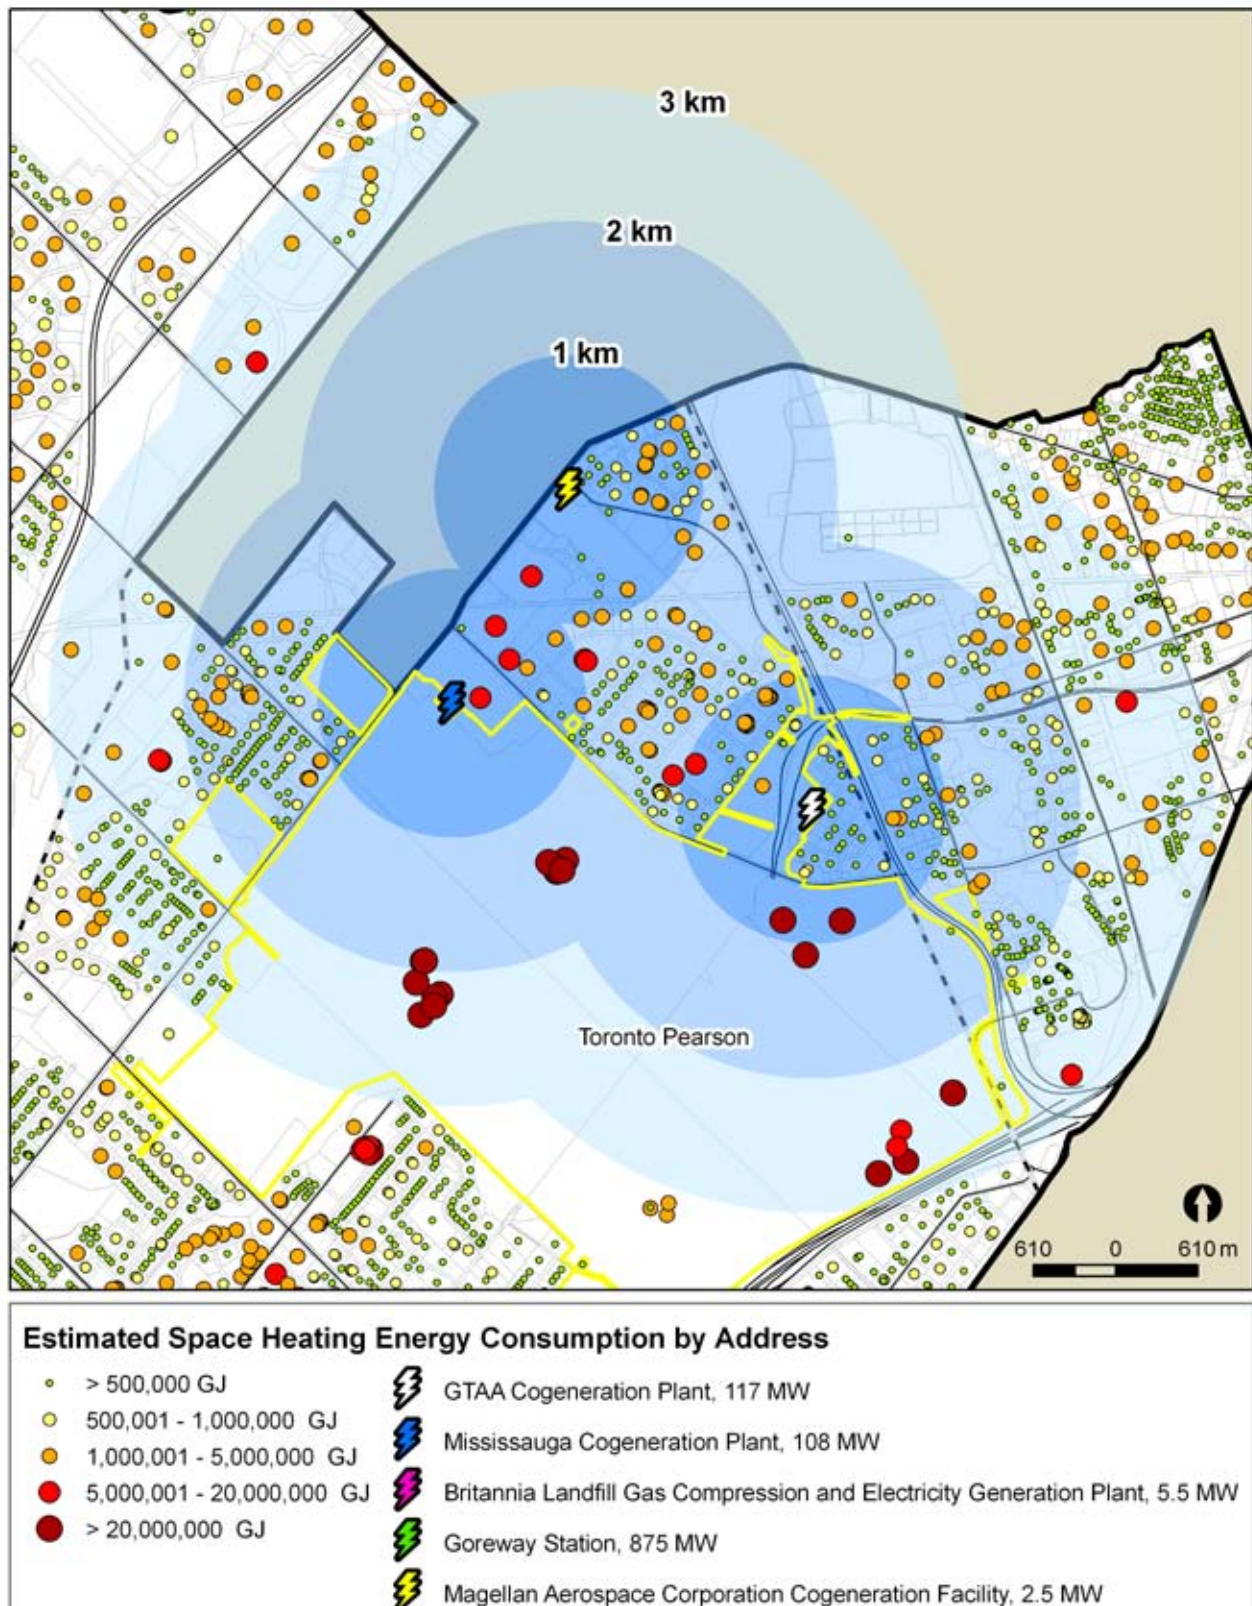 3 km
2 km
1 km
Toronto Pearson
610 0 610 m
Estimated Space Heating Energy Consumption by Address
> 500,000 GJ
500,001 - 1,000,000 GJ
1,000,001 - 5,000,000 GJ
5,000,001 - 20,000,000 GJ
> 20,000,000 GJ
GTAA Cogeneration Plant, 117 MW
Mississauga Cogeneration Plant, 108 MW
Britannia Landfill Gas Compression and Electricity Generation Plant, 5.5 MW
Goreway Station, 875 MW
Magellan Aerospace Corporation Cogeneration Facility, 2.5 MW